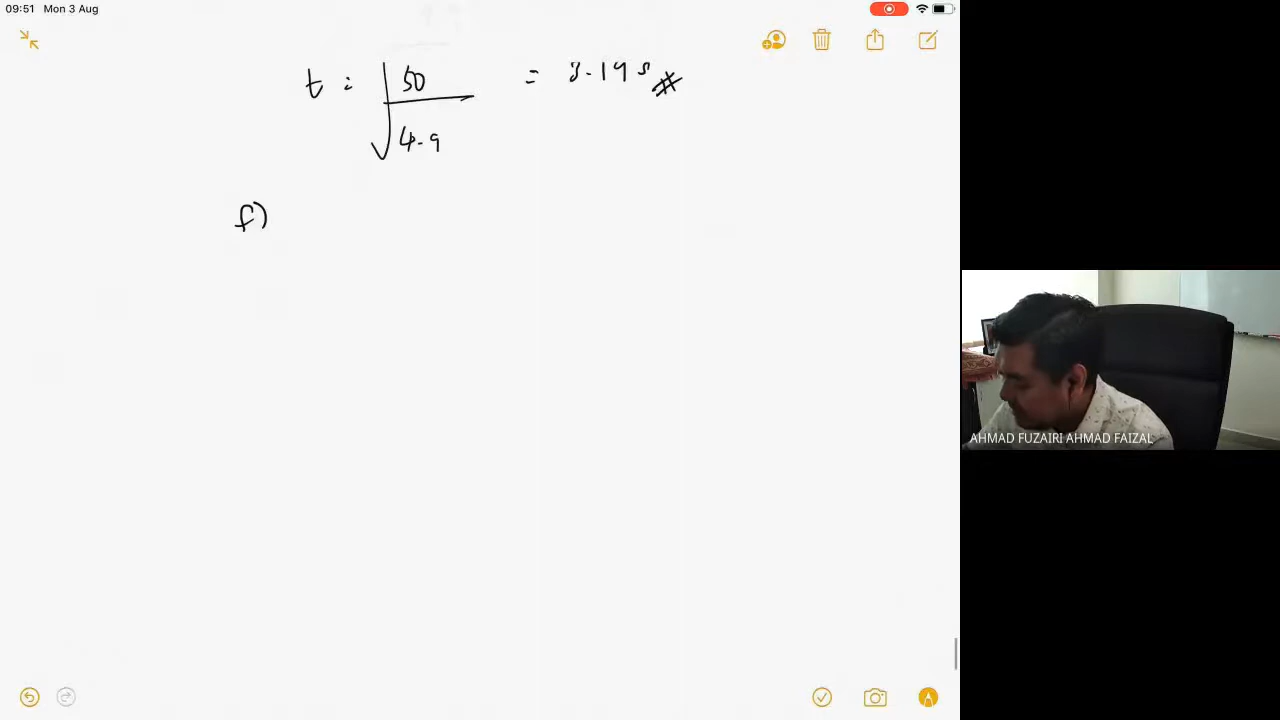 09:51 Mon 3 Aug
t = √50/4.9 = 3.19 s
f)
AHMAD FUZAIRI AHMAD FAIZAL